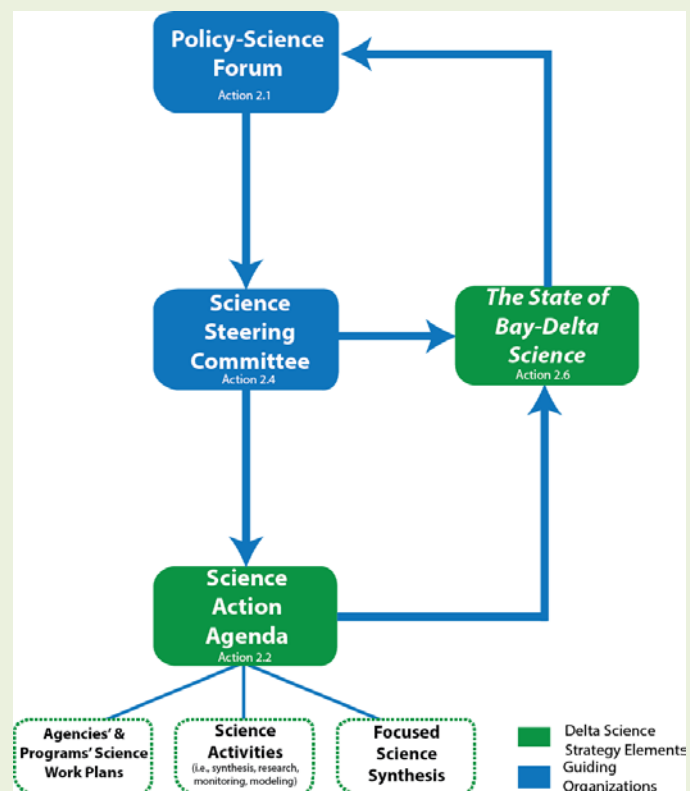 Policy-Science
Forum
Action 2.1
Science
Steering
Committee
Action 2.4
The State of
Bay-Delta
Science
Action 2.6
Science
Action
Agenda
Action 2.2
Agencies' &
Programs' Science
Work Plans
Science
Activities
(i.e., synthesis, research,
monitoring, modeling)
Focused
Science
Synthesis
Delta Science
Strategy Elements
Guiding
Organizations